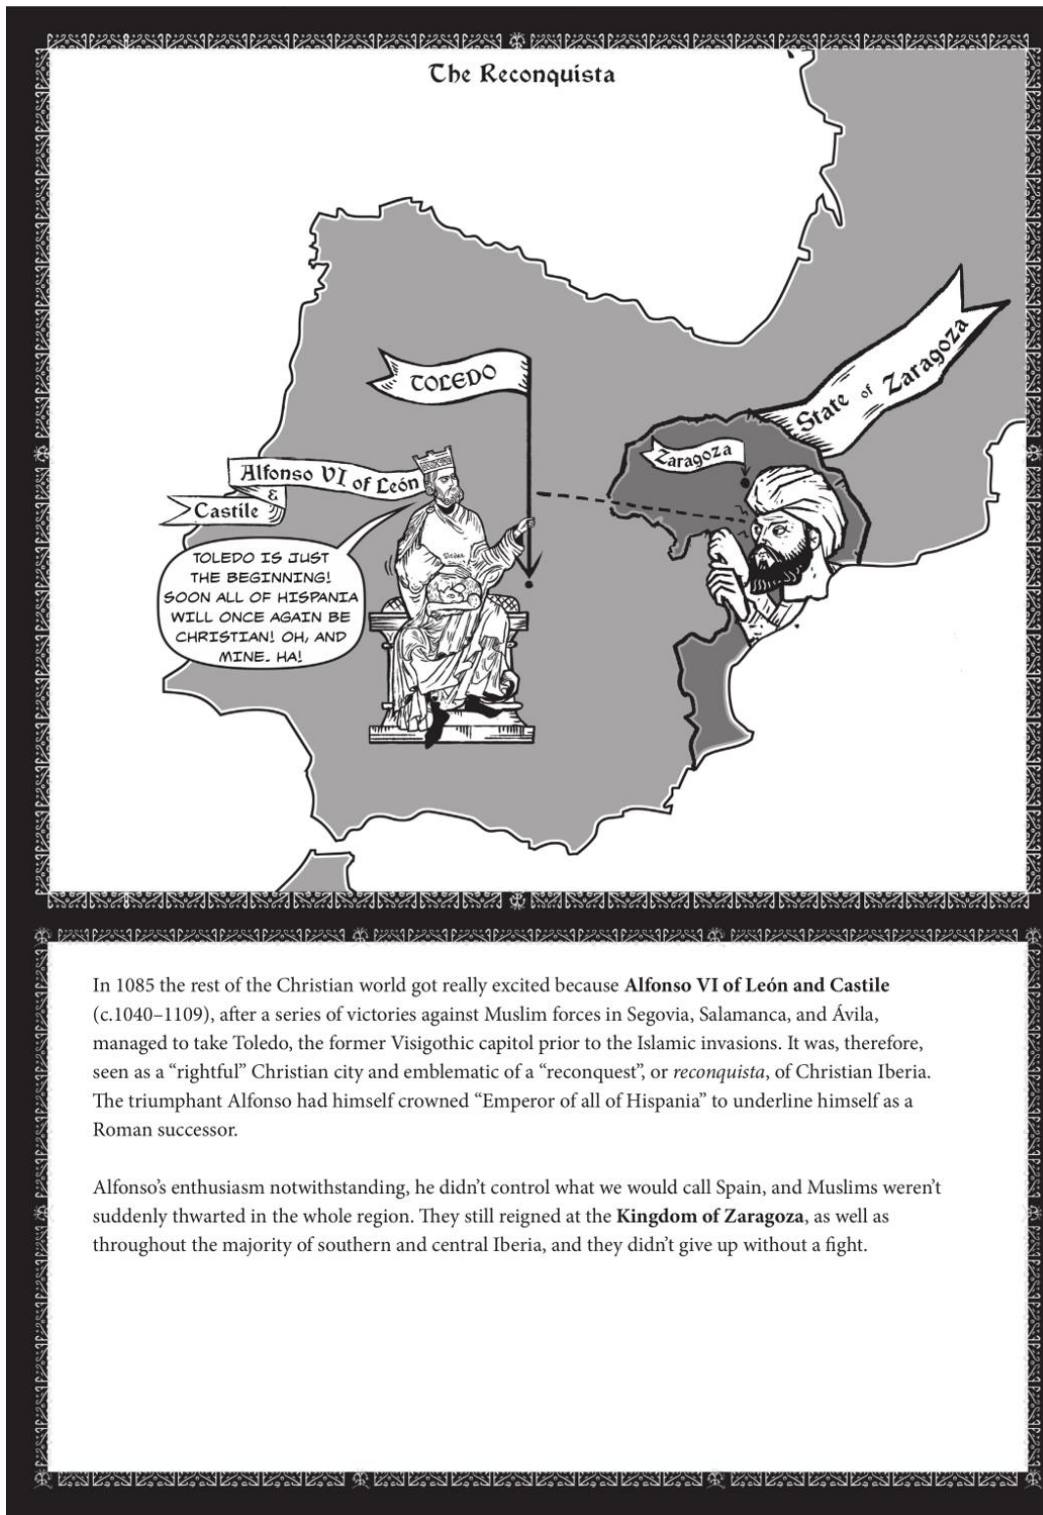 The Reconquista
TOLEDO
State of Zaragoza
Zaragoza
Alfonso VI of León
&
Castile
TOLEDO IS JUST
THE BEGINNING!
SOON ALL OF HISPANIA
WILL ONCE AGAIN BE
CHRISTIAN! OH, AND
MINE. HA!
In 1085 the rest of the Christian world got really excited because Alfonso VI of León and Castile
(c.1040–1109), after a series of victories against Muslim forces in Segovia, Salamanca, and Ávila,
managed to take Toledo, the former Visigothic capitol prior to the Islamic invasions. It was, therefore,
seen as a “rightful” Christian city and emblematic of a “reconquest”, or reconquista, of Christian Iberia.
The triumphant Alfonso had himself crowned “Emperor of all of Hispania” to underline himself as a
Roman successor.
Alfonso’s enthusiasm notwithstanding, he didn’t control what we would call Spain, and Muslims weren’t
suddenly thwarted in the whole region. They still reigned at the Kingdom of Zaragoza, as well as
throughout the majority of southern and central Iberia, and they didn’t give up without a fight.